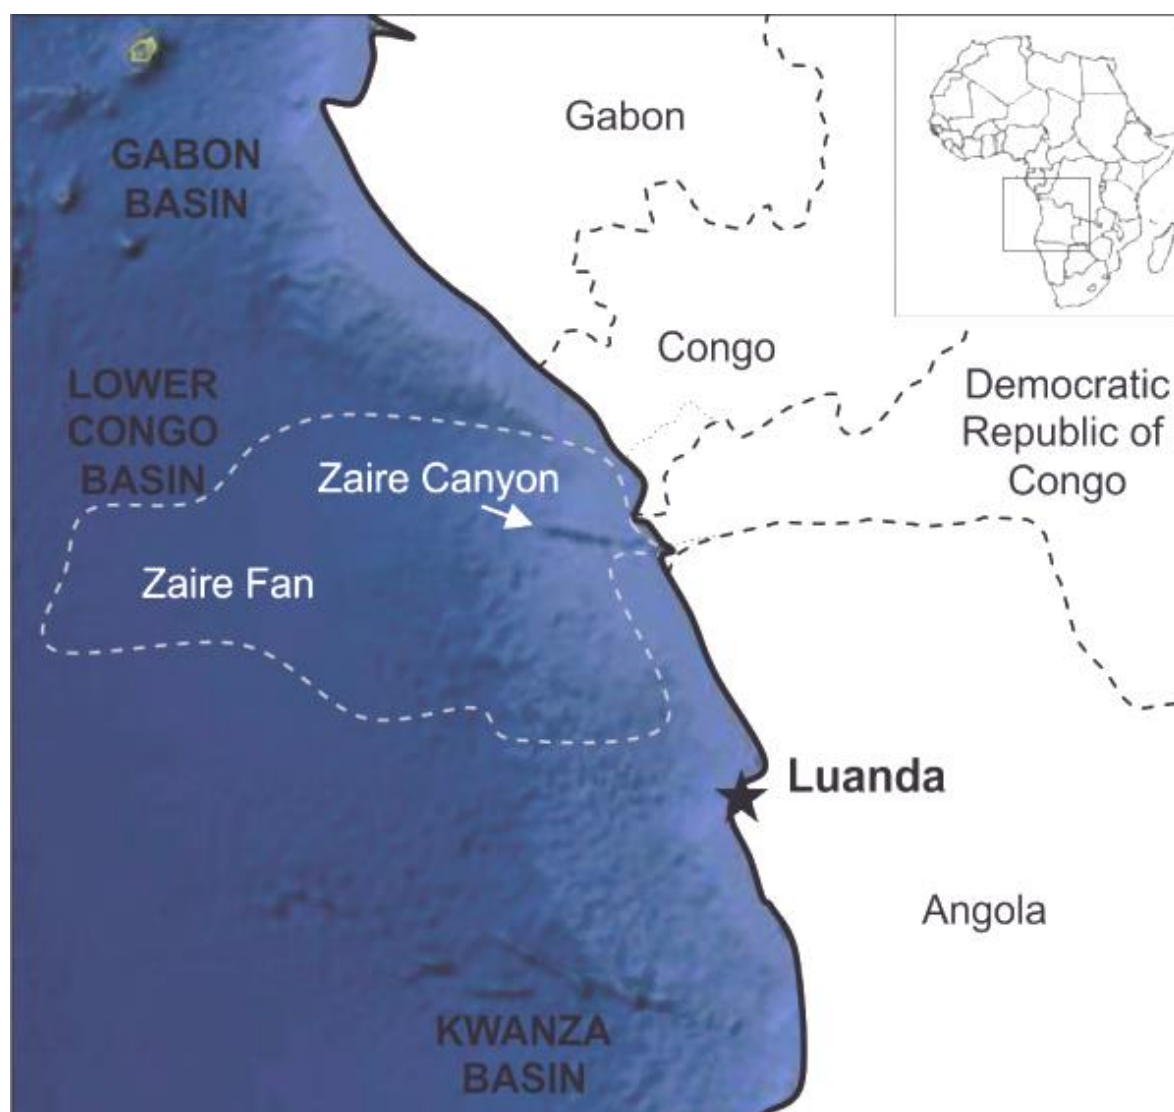 Gabon
GABON
BASIN
Congo
LOWER
CONGO
BASIN
Democratic
Republic of
Congo
Zaire Canyon
Zaire Fan
Luanda
Angola
KWANZA
BASIN